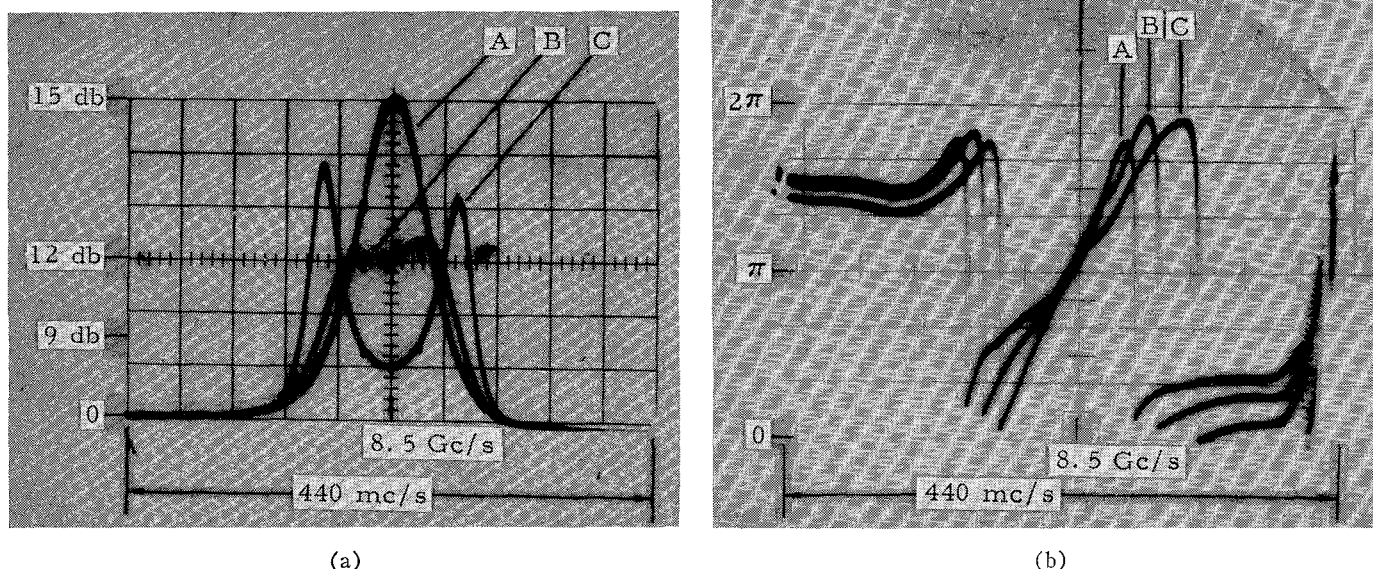 A B C
15 db
12 db
9 db
0
8.5 Gc/s
440 mc/s
(a)
A B C
2π
π
0
8.5 Gc/s
440 mc/s
(b)